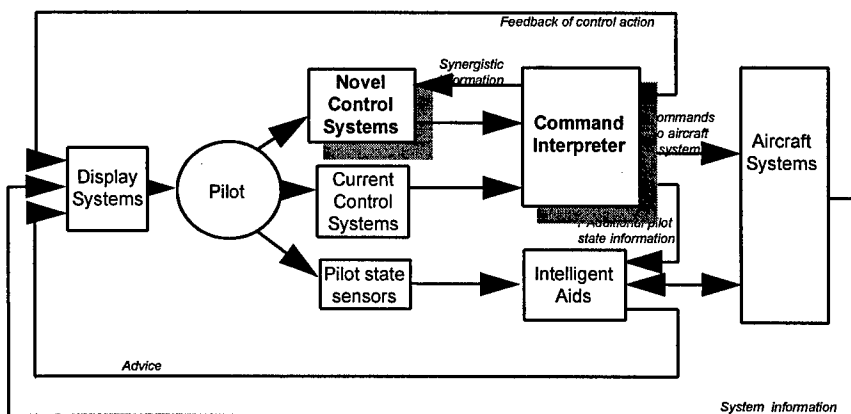 Feedback of control action
Synergistic
information
Novel
Control
Systems
Command
Interpreter
commands
to aircraft
system
Aircraft
Systems
Display
Systems
Pilot
Current
Control
Systems
Additional pilot
state information
Pilot state
sensors
Intelligent
Aids
Advice
System information